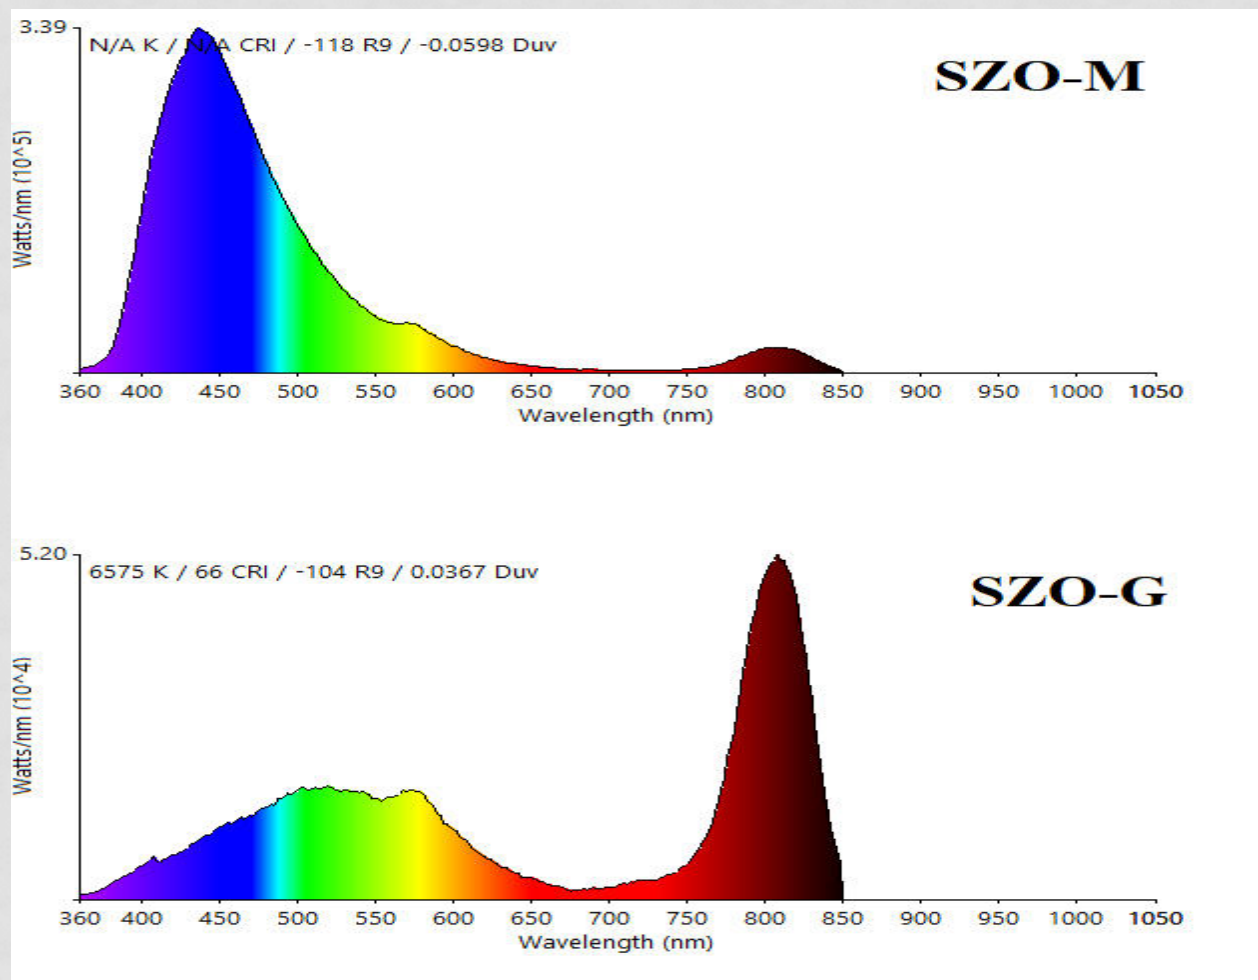 3.39
N/A K / N/A CRI / -118 R9 / -0.0598 Duv
SZO-M
Watts/nm (10^5)
360 400 450 500 550 600 650 700 750 800 850 900 950 1000 1050
Wavelength (nm)
5.20
6575 K / 66 CRI / -104 R9 / 0.0367 Duv
SZO-G
Watts/nm (10^4)
360 400 450 500 550 600 650 700 750 800 850 900 950 1000 1050
Wavelength (nm)